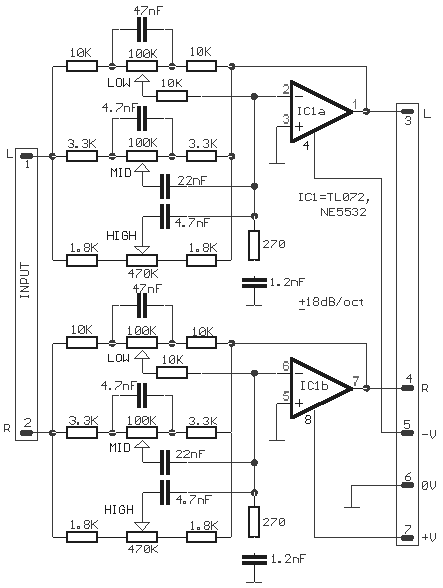 47nF
10K 100K 10K
LOW
10K
4.7nF
2
1
IC1a
3
4
3 L
3.3K 100K 3.3K
L 1
MID
22nF
IC1=TL072,
NE5532
4.7nF
HIGH
1.8K 1.8K
270
470K
47nF
1.2nF
±18dB/oct
INPUT
10K 100K 10K
LOW
10K
6
7
IC1b
5
8
4 R
4.7nF
3.3K 100K 3.3K
R 2
5 -V
MID
22nF
4.7nF
6 0V
HIGH
1.8K 1.8K
270
470K
7 +V
1.2nF